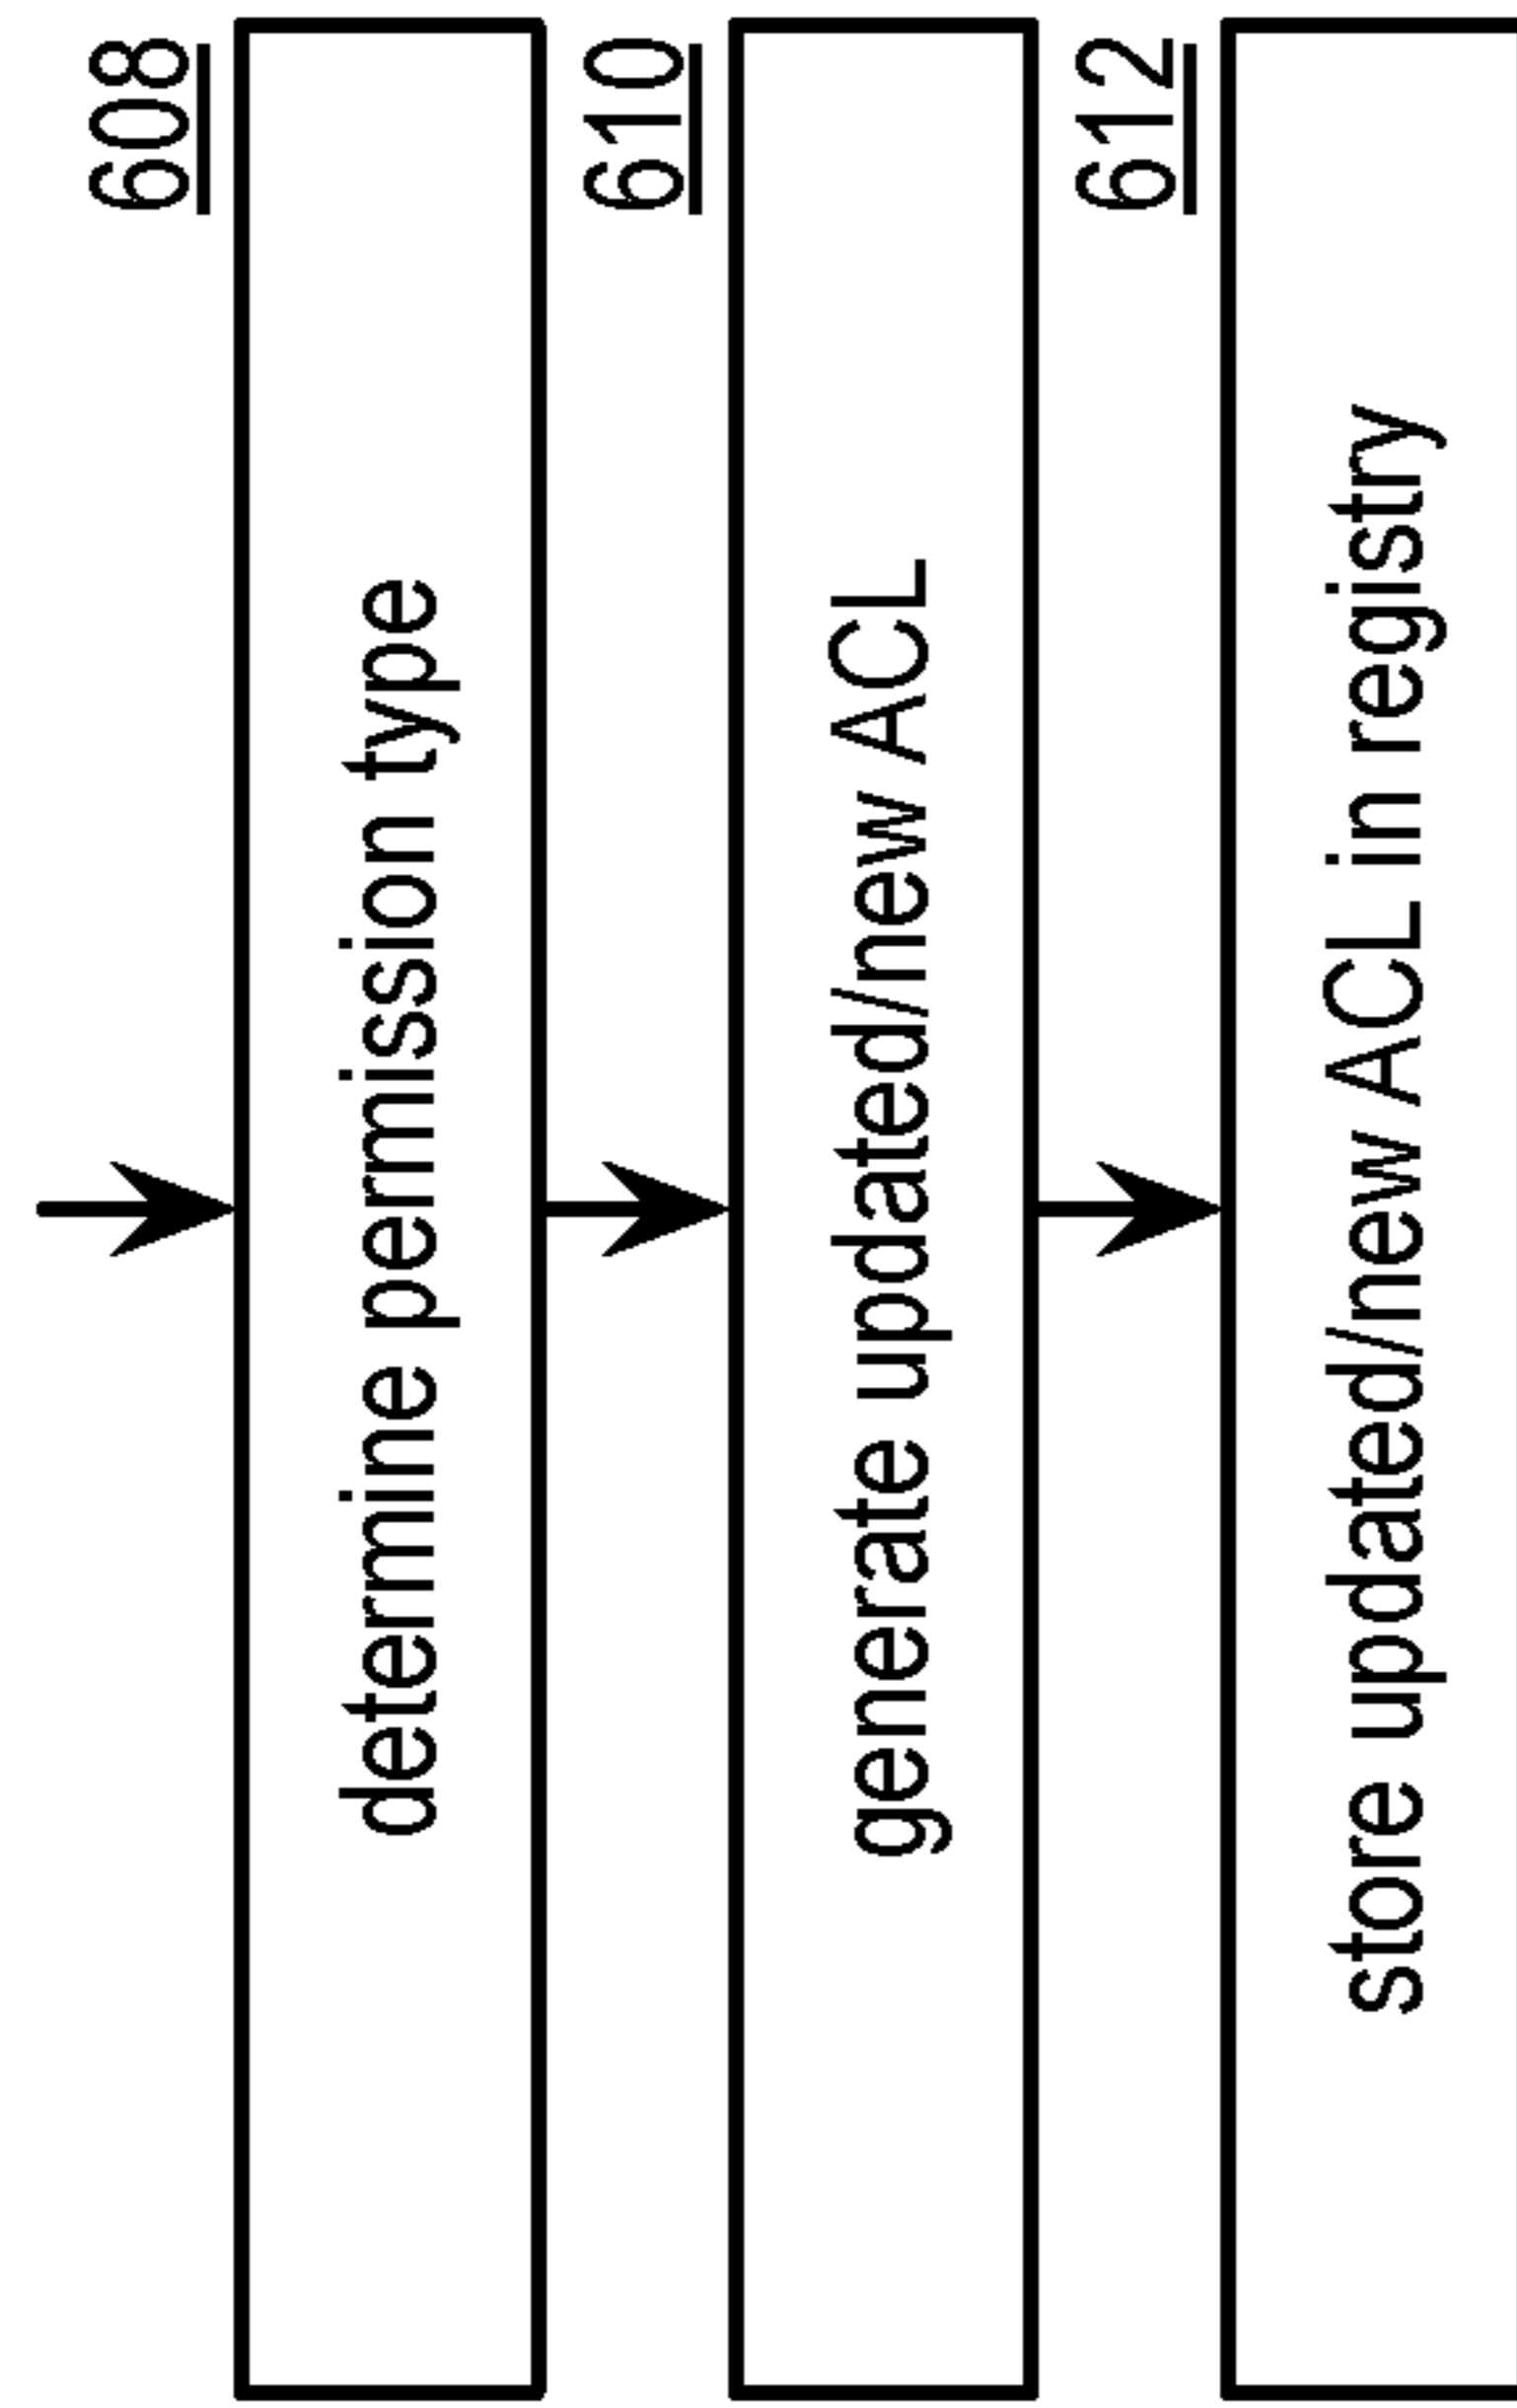 608
determine permission type
610
generate updated/new ACL
612
store updated/new ACL in registry